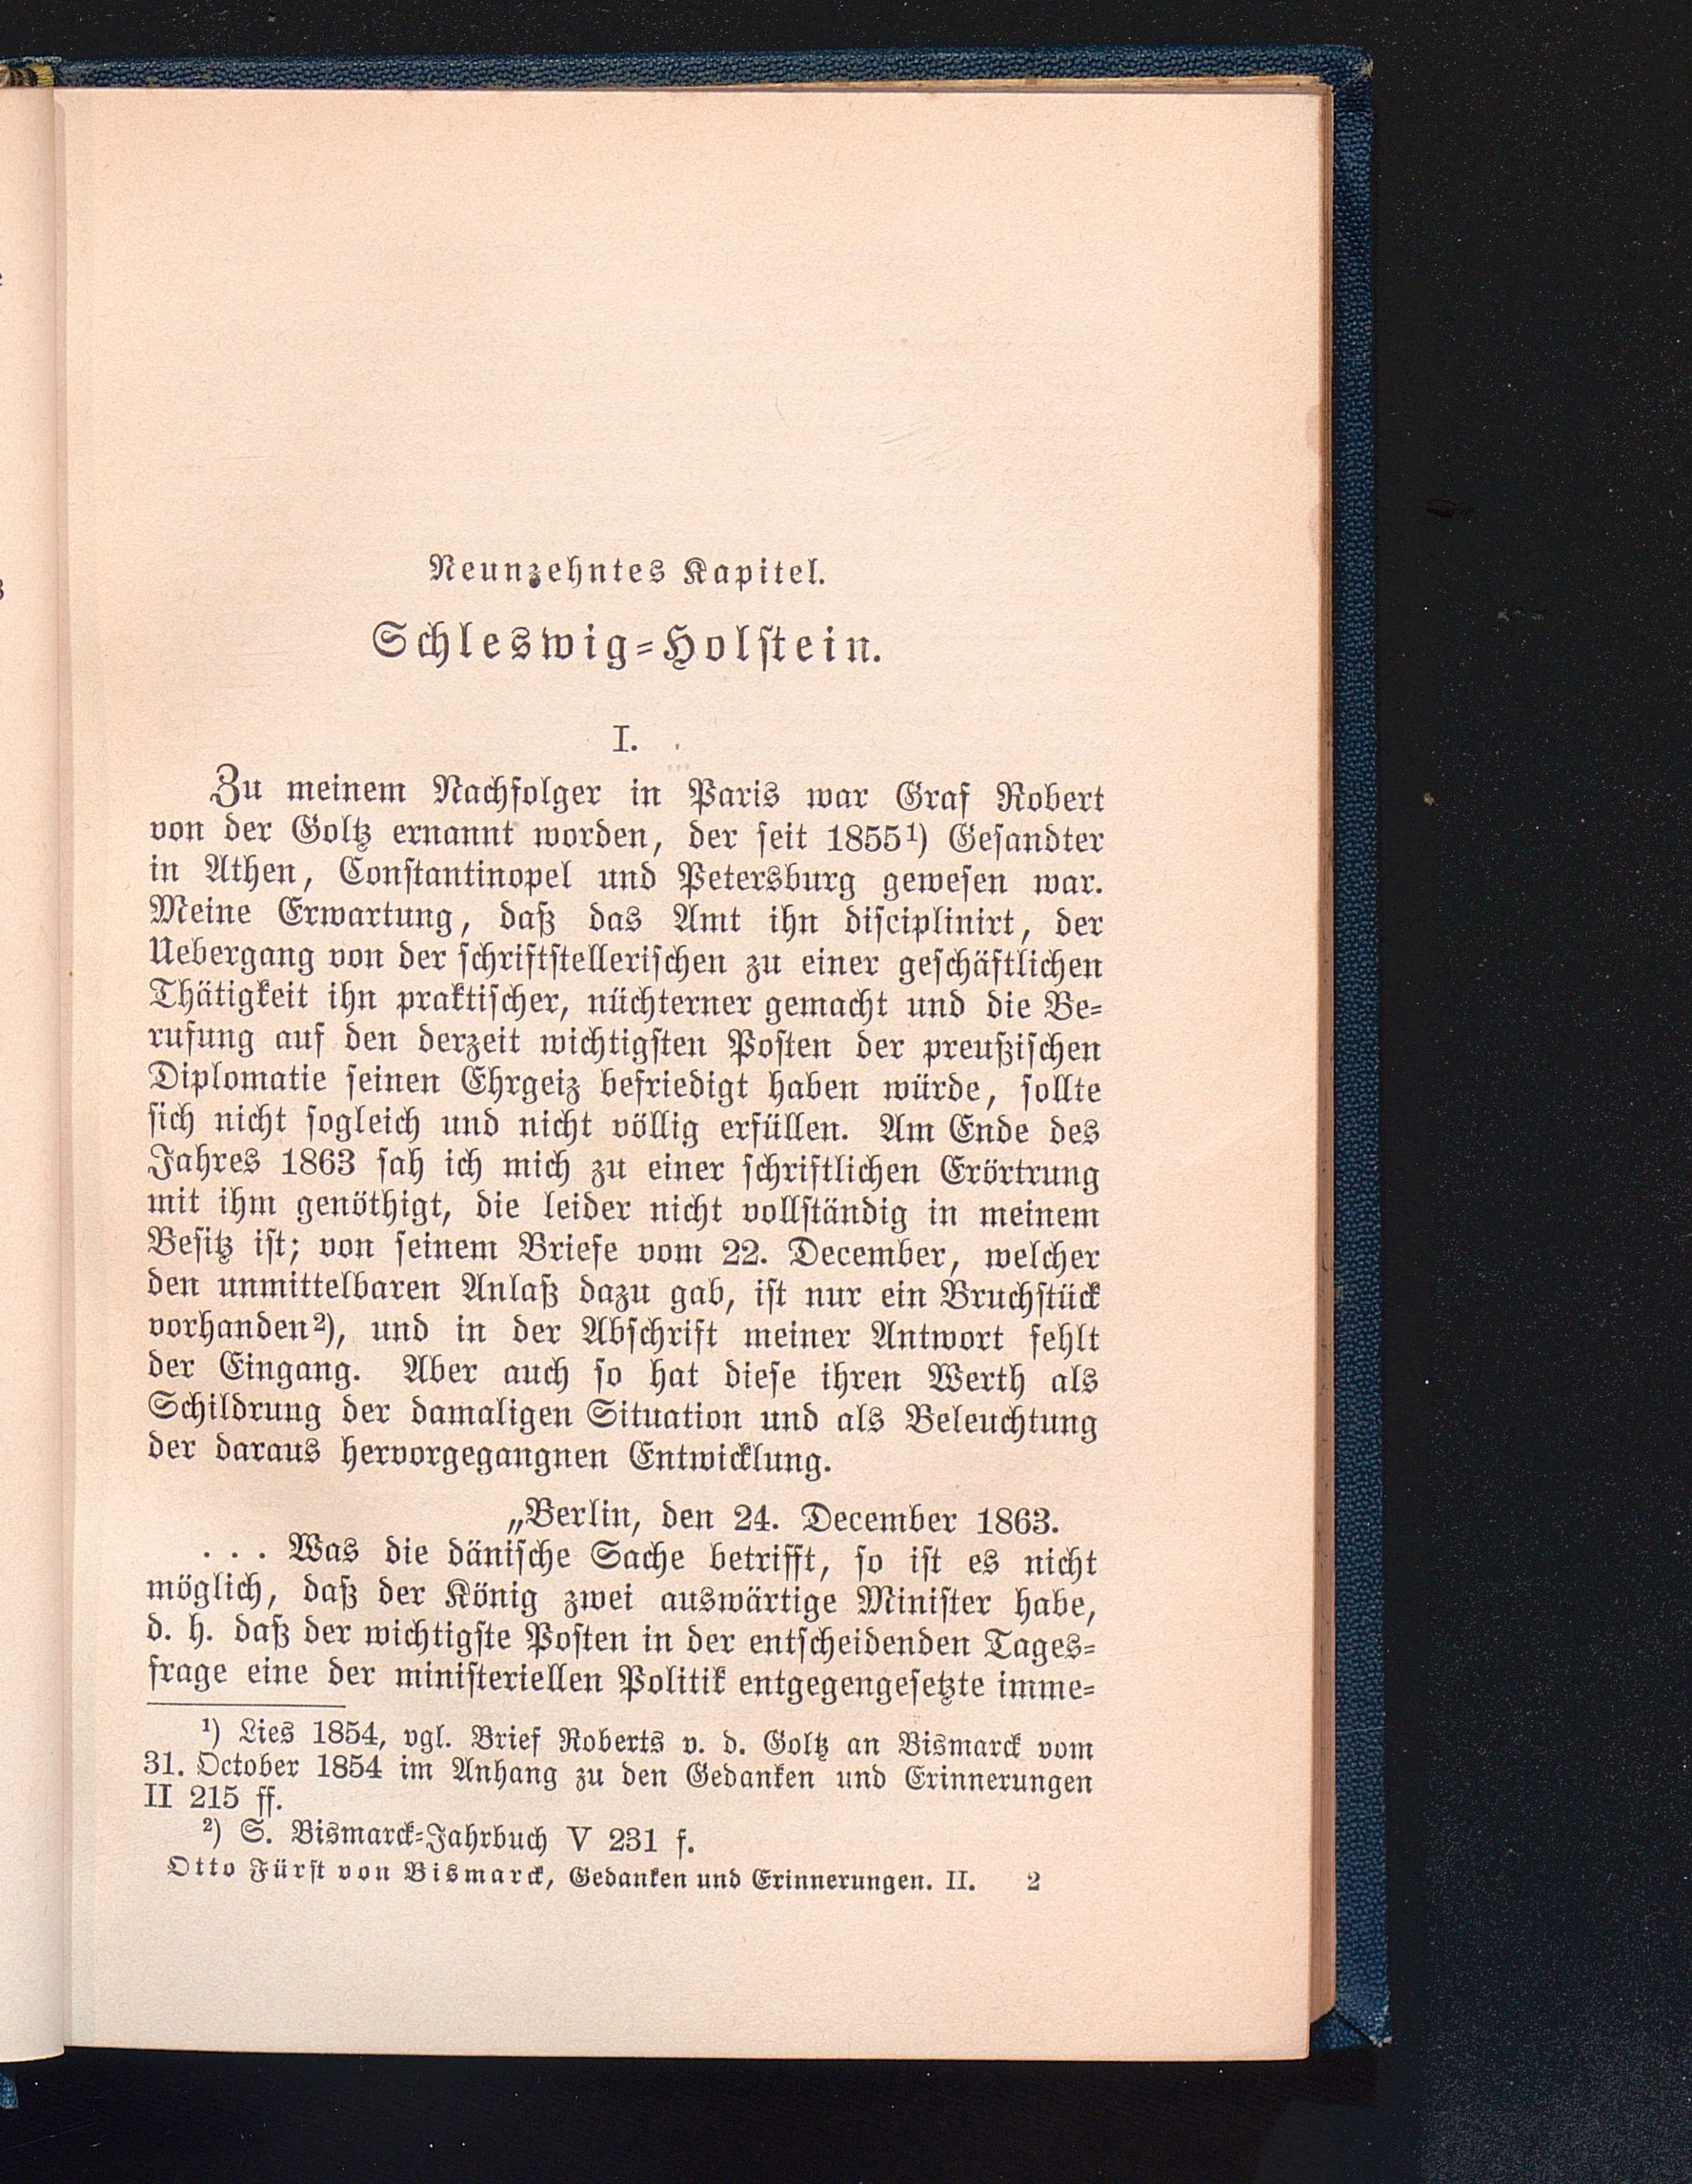 Neunzehntes Kapitel.
Schleswig-Holstein.
I.
Zu meinem Nachfolger in Paris war Graf Robert
von der Goltz ernannt worden, der seit 1855¹) Gesandter
in Athen, Constantinopel und Petersburg gewesen war.
Meine Erwartung, daß das Amt ihn disciplinirt, der
Uebergang von der schriftstellerischen zu einer geschäftlichen
Thätigkeit ihn praktischer, nüchterner gemacht und die Be-
rufung auf den derzeit wichtigsten Posten der preußischen
Diplomatie seinen Ehrgeiz befriedigt haben würde, sollte
sich nicht sogleich und nicht völlig erfüllen. Am Ende des
Jahres 1863 sah ich mich zu einer schriftlichen Erörtrung
mit ihm genöthigt, die leider nicht vollständig in meinem
Besitz ist; von seinem Briefe vom 22. December, welcher
den unmittelbaren Anlaß dazu gab, ist nur ein Bruchstück
vorhanden²), und in der Abschrift meiner Antwort fehlt
der Eingang. Aber auch so hat diese ihren Werth als
Schildrung der damaligen Situation und als Beleuchtung
der daraus hervorgegangnen Entwicklung.
„Berlin, den 24. December 1863.
. . . Was die dänische Sache betrifft, so ist es nicht
möglich, daß der König zwei auswärtige Minister habe,
d. h. daß der wichtigste Posten in der entscheidenden Tages-
frage eine der ministeriellen Politik entgegengesetzte imme-
¹) Lies 1854, vgl. Brief Roberts v. d. Goltz an Bismarck vom
31. October 1854 im Anhang zu den Gedanken und Erinnerungen
II 215 ff.
²) S. Bismarck-Jahrbuch V 231 f.
Otto Fürst von Bismarck, Gedanken und Erinnerungen. II. 2